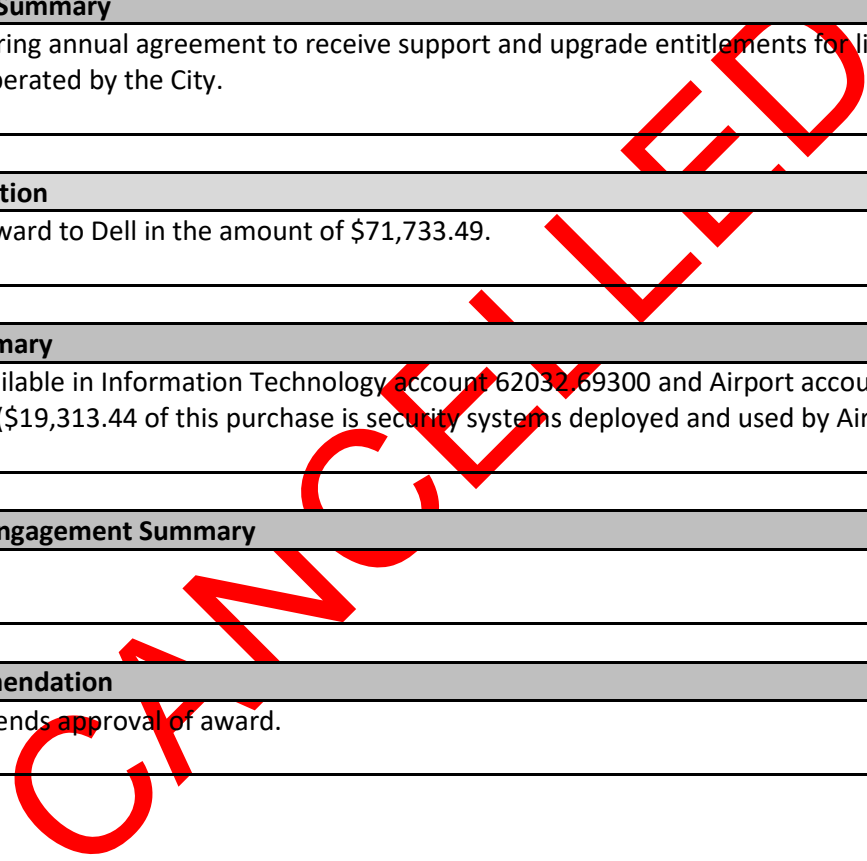 Summary
ring annual agreement to receive support and upgrade entitlements for li
perated by the City.
tion
ward to Dell in the amount of $71,733.49.
mary
ilable in Information Technology account 62032.69300 and Airport accou
($19,313.44 of this purchase is security systems deployed and used by Air
ngagement Summary
endation
ends approval of award.
CANCELLED